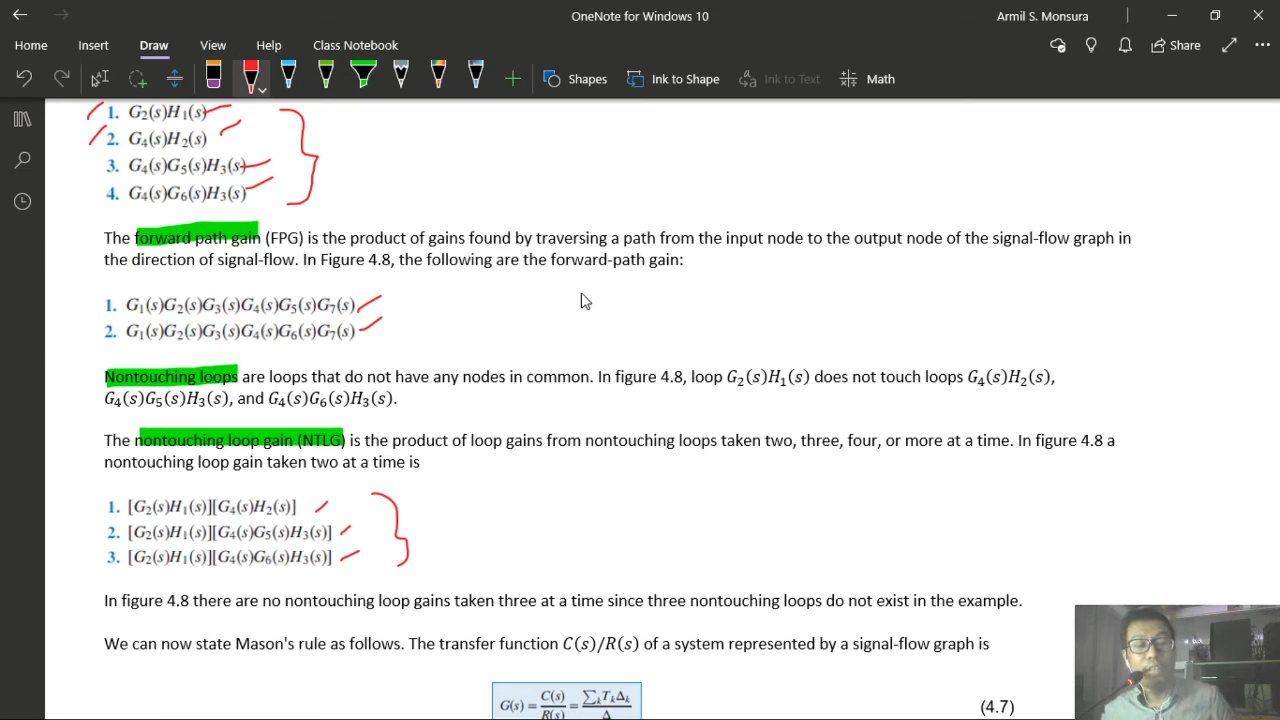 OneNote for Windows 10
Armil S. Monsura
Home Insert Draw View Help Class Notebook
Share
Shapes Ink to Shape Ink to Text Math
1. G₂(s)H₁(s)
2. G₄(s)H₂(s)
3. G₄(s)G₅(s)H₃(s)
4. G₄(s)G₆(s)H₃(s)
The forward path gain (FPG) is the product of gains found by traversing a path from the input node to the output node of the signal-flow graph in
the direction of signal-flow. In Figure 4.8, the following are the forward-path gain:
1. G₁(s)G₂(s)G₃(s)G₄(s)G₅(s)G₇(s)
2. G₁(s)G₂(s)G₃(s)G₄(s)G₆(s)G₇(s)
Nontouching loops are loops that do not have any nodes in common. In figure 4.8, loop G₂(s)H₁(s) does not touch loops G₄(s)H₂(s),
G₄(s)G₅(s)H₃(s), and G₄(s)G₆(s)H₃(s).
The nontouching loop gain (NTLG) is the product of loop gains from nontouching loops taken two, three, four, or more at a time. In figure 4.8 a
nontouching loop gain taken two at a time is
1. [G₂(s)H₁(s)][G₄(s)H₂(s)]
2. [G₂(s)H₁(s)][G₄(s)G₅(s)H₃(s)]
3. [G₂(s)H₁(s)][G₄(s)G₆(s)H₃(s)]
In figure 4.8 there are no nontouching loop gains taken three at a time since three nontouching loops do not exist in the example.
We can now state Mason's rule as follows. The transfer function C(s)/R(s) of a system represented by a signal-flow graph is
G(s) = C(s)/R(s) = ∑ₖTₖΔₖ/Δ (4.7)